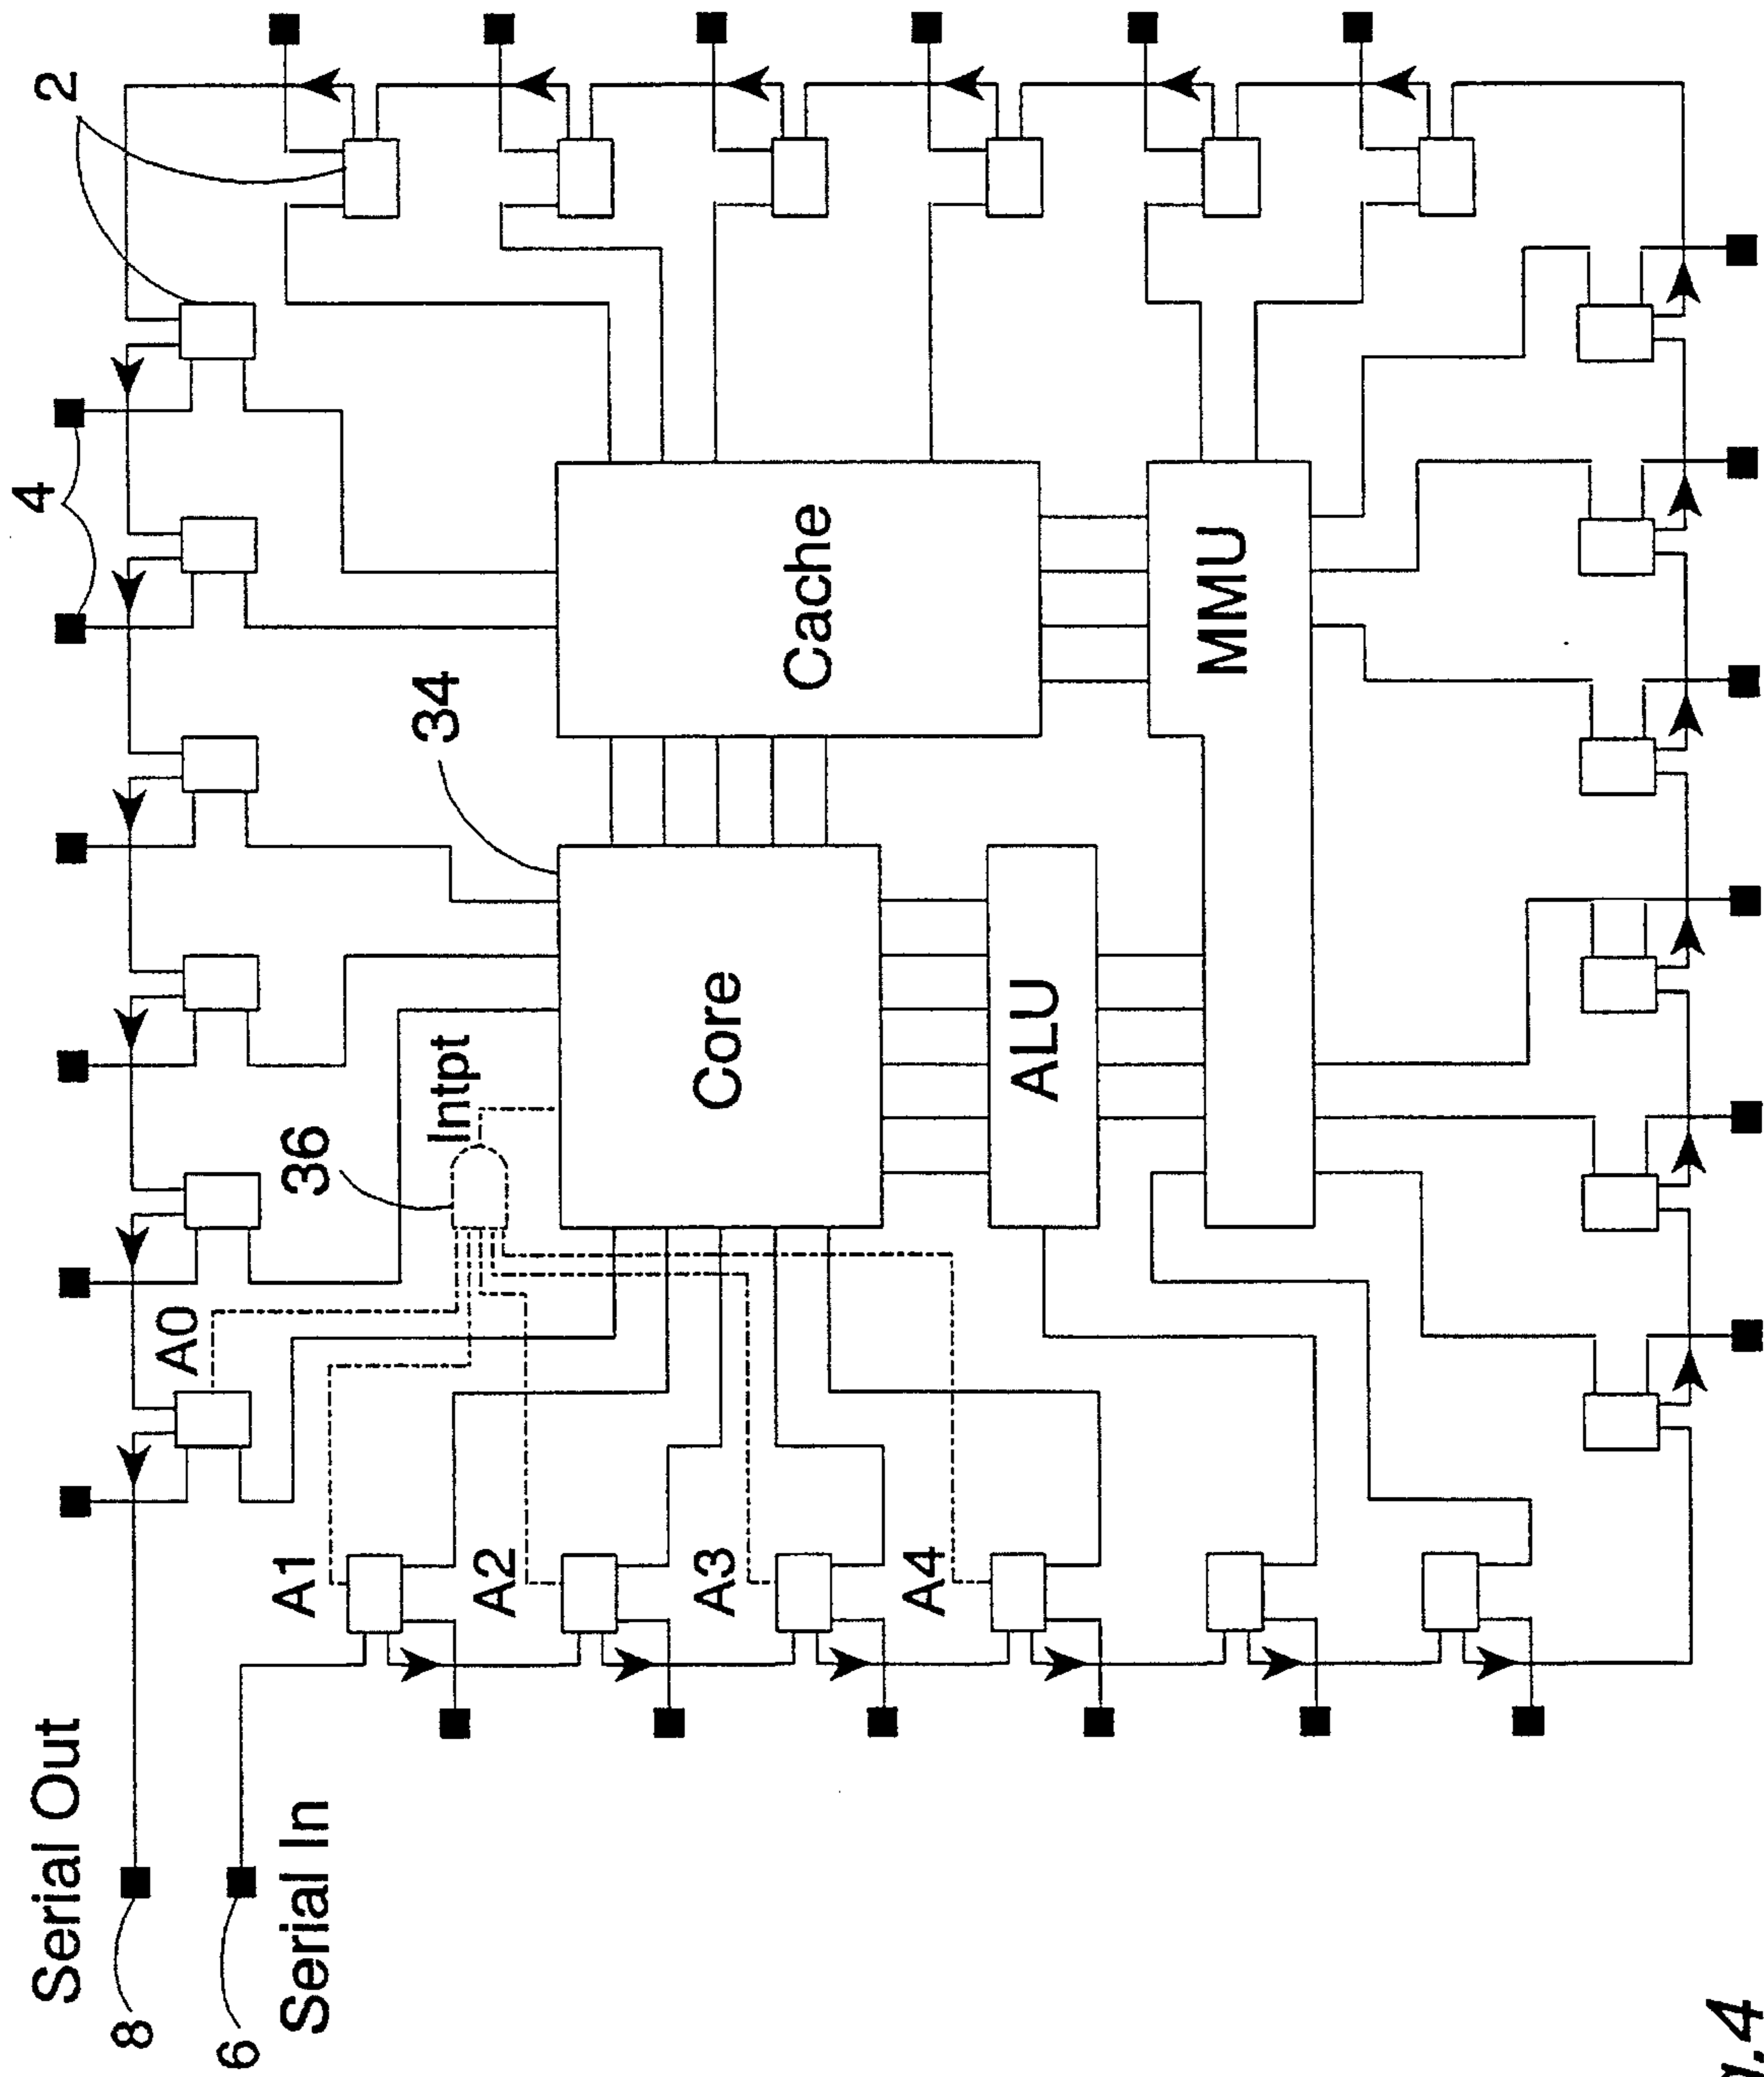 Serial Out
8
6
Serial In
A0
A1
A2
A3
A4
36
Intpt
34
4
2
Core
Cache
ALU
MMU
.4